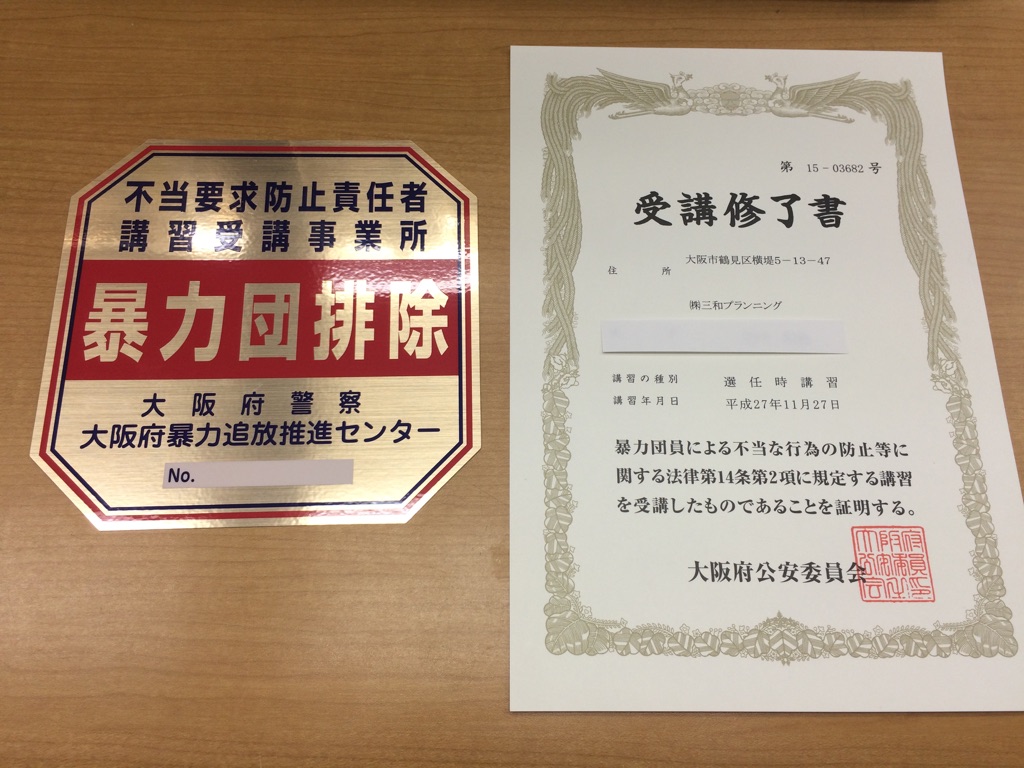 不当要求防止責任者
講習受講事業所
暴力団排除
大阪府警察
大阪府暴力追放推進センター
No.
第 15-03682 号
受講修了書
住所 大阪市鶴見区横堤5-13-47
㈱三和プランニング
講習の種別 選任時講習
講習年月日 平成27年11月27日
暴力団員による不当な行為の防止等に
関する法律第14条第2項に規定する講習
を受講したものであることを証明する。
大阪府公安委員会